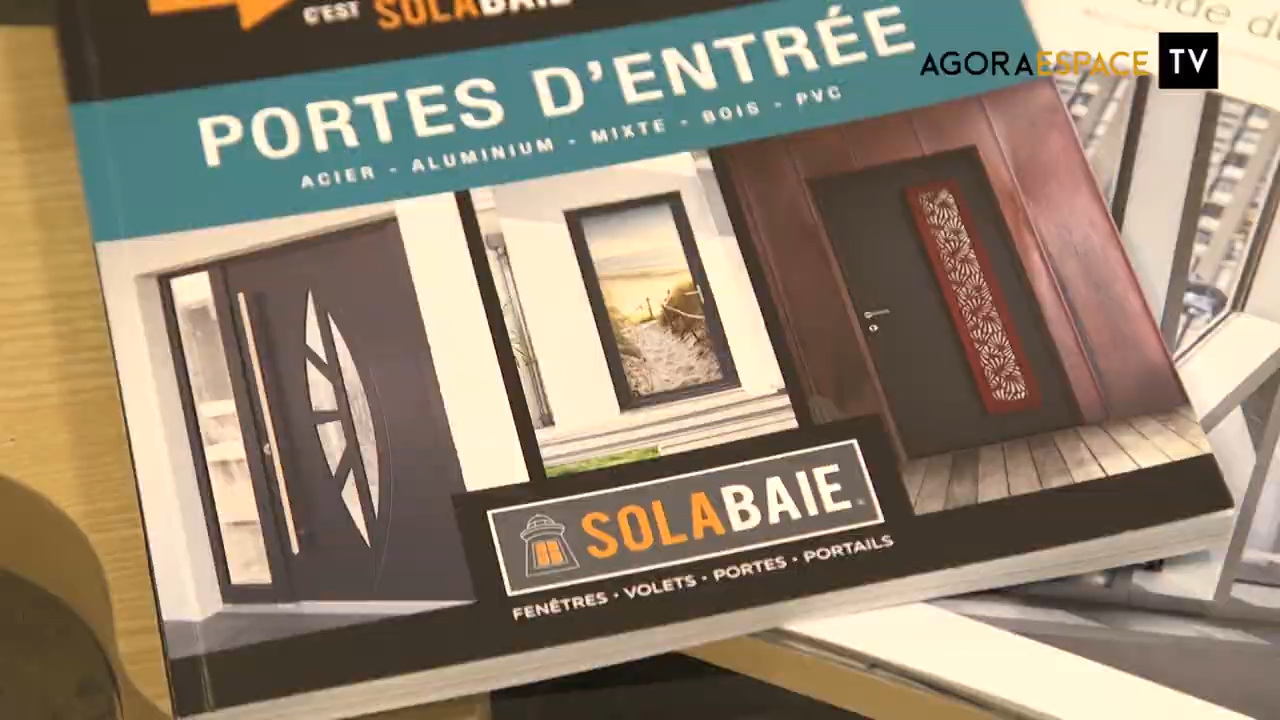 C'EST SOLABAIE
PORTES D'ENTRÉE
ACIER - ALUMINIUM - MIXTE - BOIS - PVC
SOLABAIE
FENÊTRES · VOLETS · PORTES · PORTAILS
AGORAESPACE TV